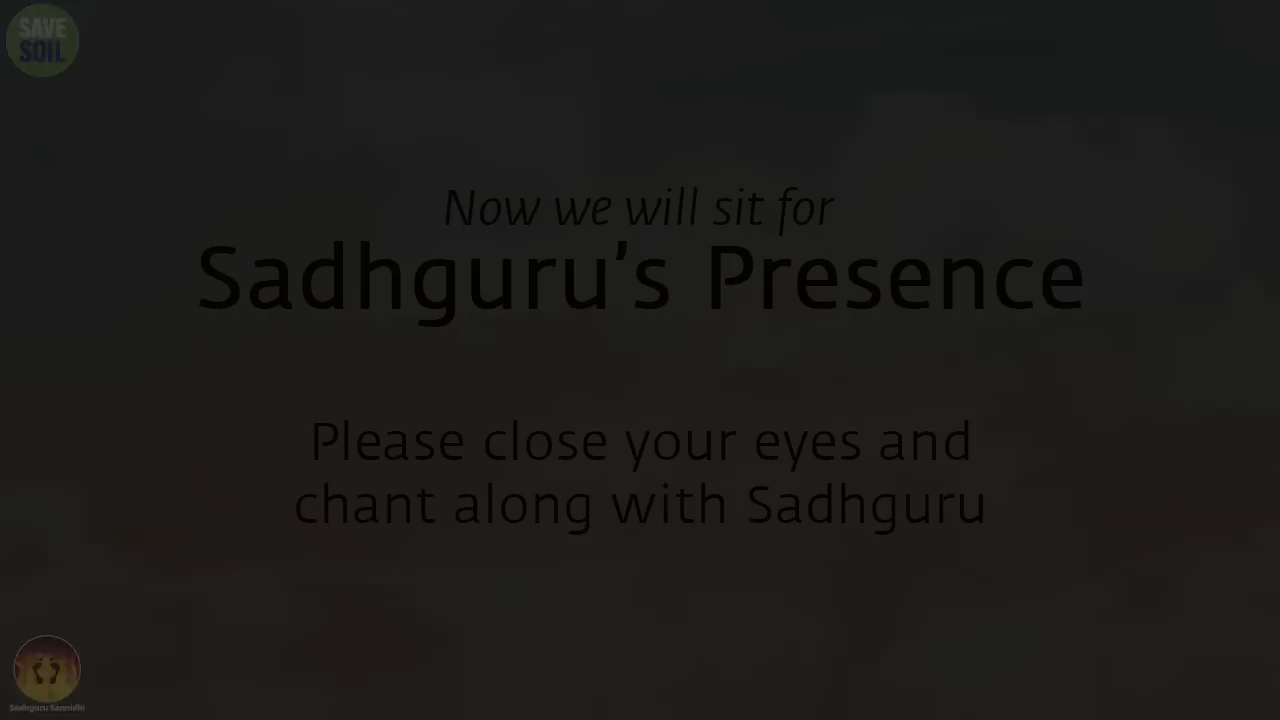 SAVE
SOIL
Now we will sit for
Sadhguru's Presence
Please close your eyes and
chant along with Sadhguru
Sadhguru Sannidhi